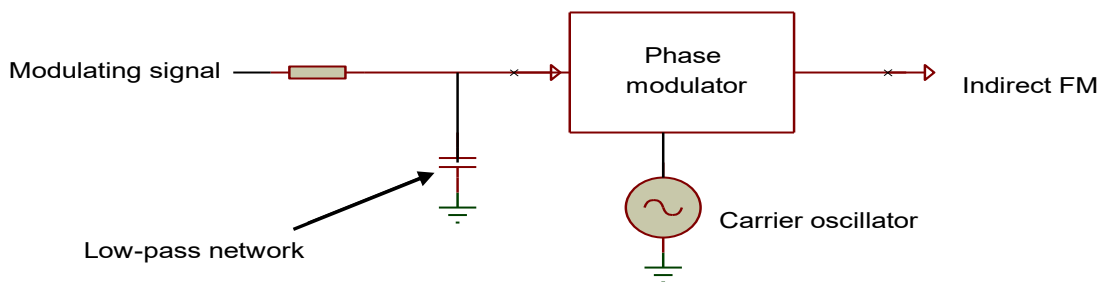 Modulating signal
Phase
modulator
Indirect FM
Carrier oscillator
Low-pass network